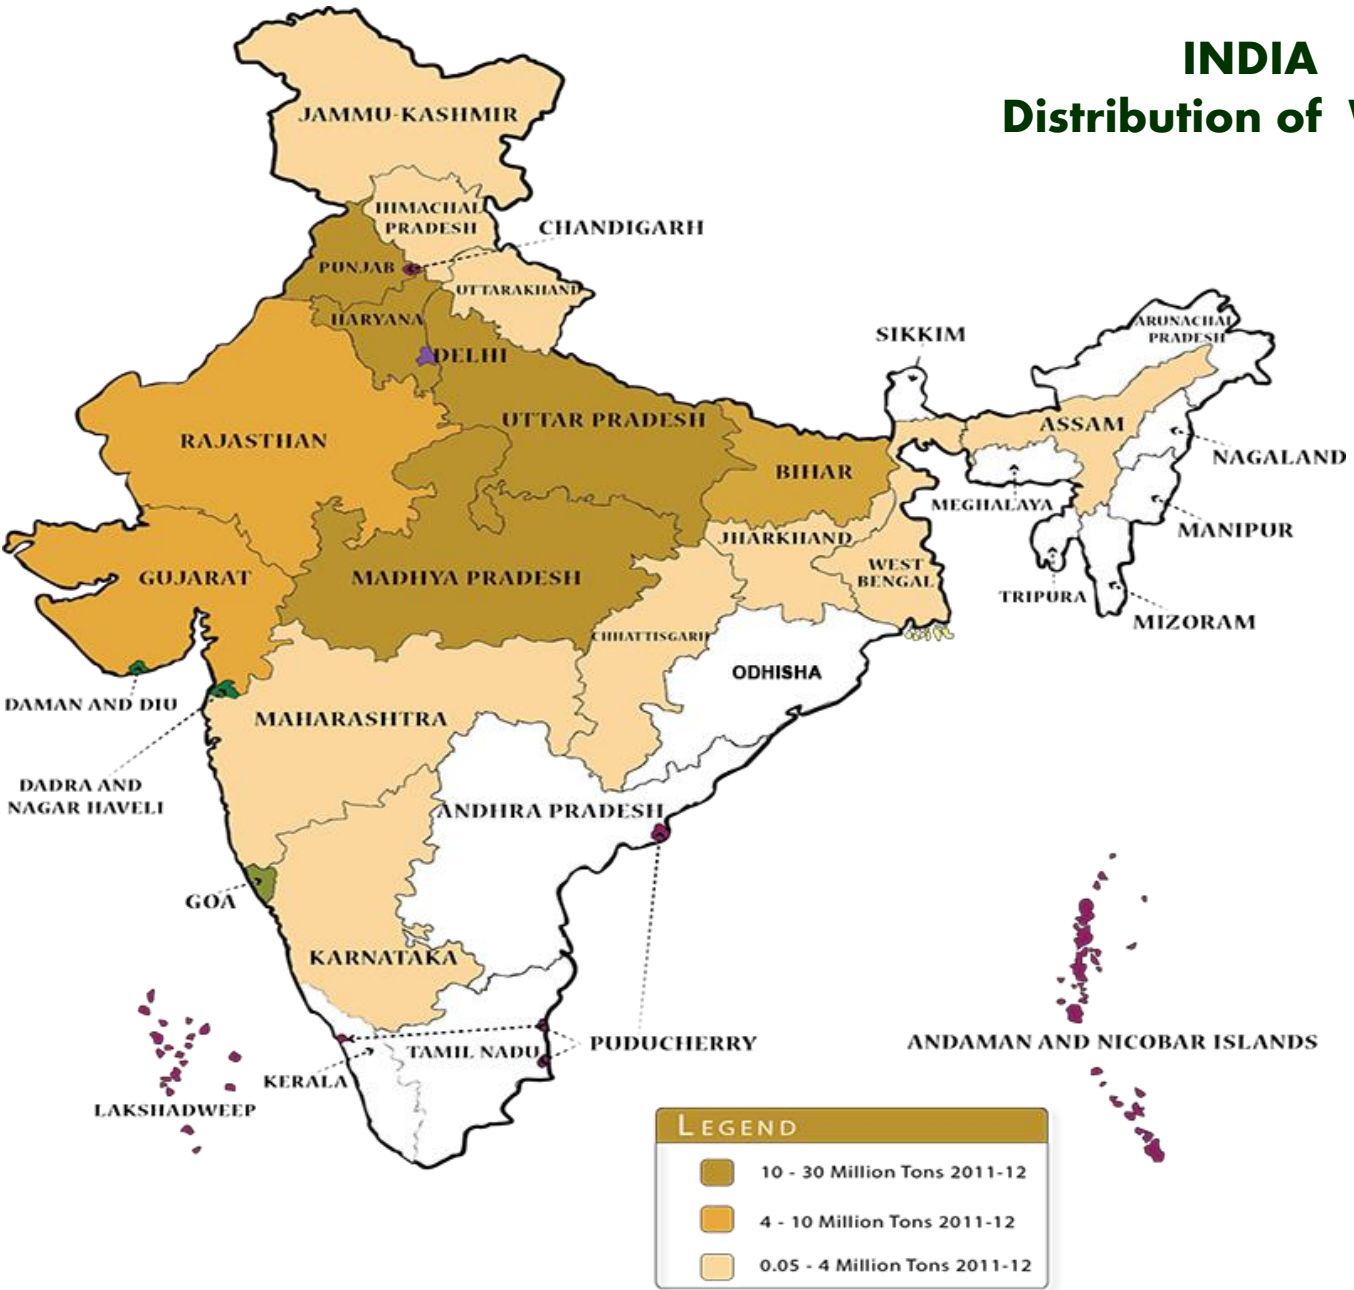 INDIA
Distribution of
JAMMU-KASHMIR
HIMACHAL
PRADESH
CHANDIGARH
PUNJAB
UTTARAKHAND
HARYANA
DELHI
SIKKIM
ARUNACHAL
PRADESH
UTTAR PRADESH
RAJASTHAN
ASSAM
NAGALAND
BIHAR
MEGHALAYA
MANIPUR
JHARKHAND
GUJARAT
MADHYA PRADESH
WEST
BENGAL
TRIPURA
MIZORAM
CHHATTISGARH
ODHISHA
DAMAN AND DIU
MAHARASHTRA
DADRA AND
NAGAR HAVELI
ANDHRA PRADESH
GOA
KARNATAKA
PUDUCHERRY
ANDAMAN AND NICOBAR ISLANDS
TAMIL NADU
KERALA
LAKSHADWEEP
LEGEND
10 - 30 Million Tons 2011-12
4 - 10 Million Tons 2011-12
0.05 - 4 Million Tons 2011-12